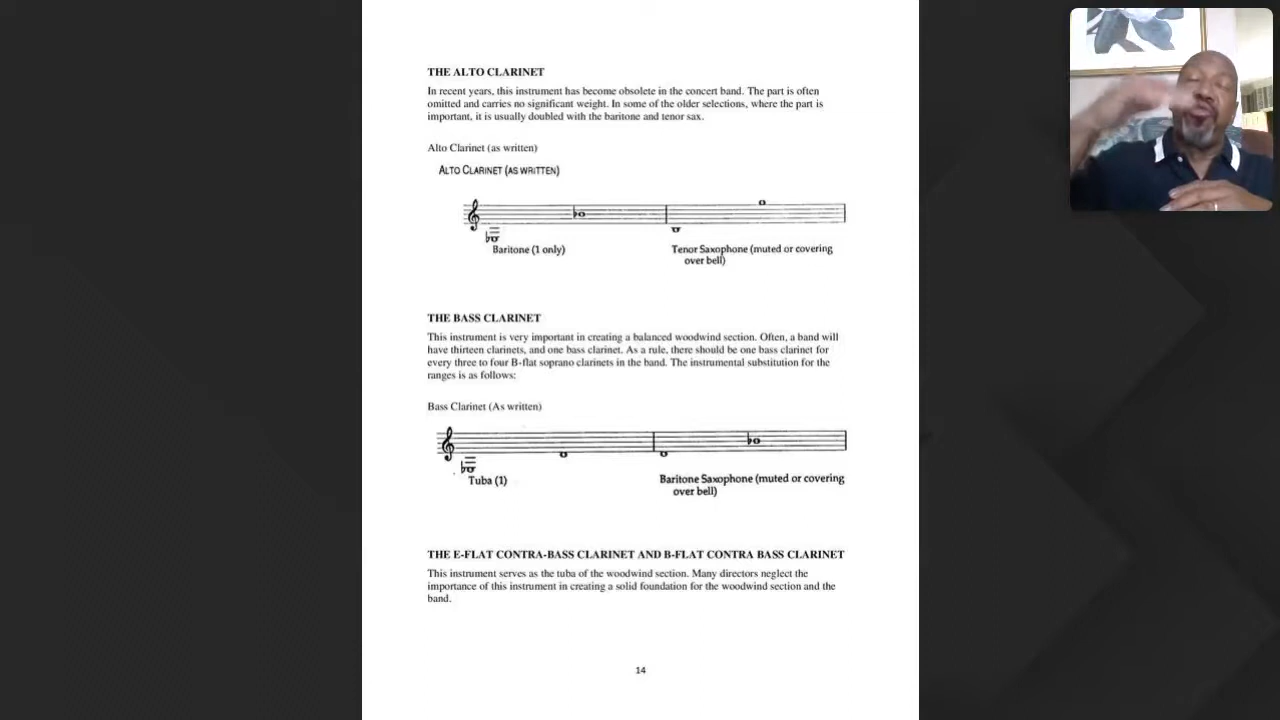 THE ALTO CLARINET
In recent years, this instrument has become obsolete in the concert band. The part is often
omitted and carries no significant weight. In some of the older selections, where the part is
important, it is usually doubled with the baritone and tenor sax.
Alto Clarinet (as written)
ALTO CLARINET (AS WRITTEN)
Baritone (1 only)
Tenor Saxophone (muted or covering
over bell)
THE BASS CLARINET
This instrument is very important in creating a balanced woodwind section. Often, a band will
have thirteen clarinets, and one bass clarinet. As a rule, there should be one bass clarinet for
every three to four B-flat soprano clarinets in the band. The instrumental substitution for the
ranges is as follows:
Bass Clarinet (As written)
Tuba (1)
Baritone Saxophone (muted or covering
over bell)
THE E-FLAT CONTRA-BASS CLARINET AND B-FLAT CONTRA BASS CLARINET
This instrument serves as the tuba of the woodwind section. Many directors neglect the
importance of this instrument in creating a solid foundation for the woodwind section and the
band.
14